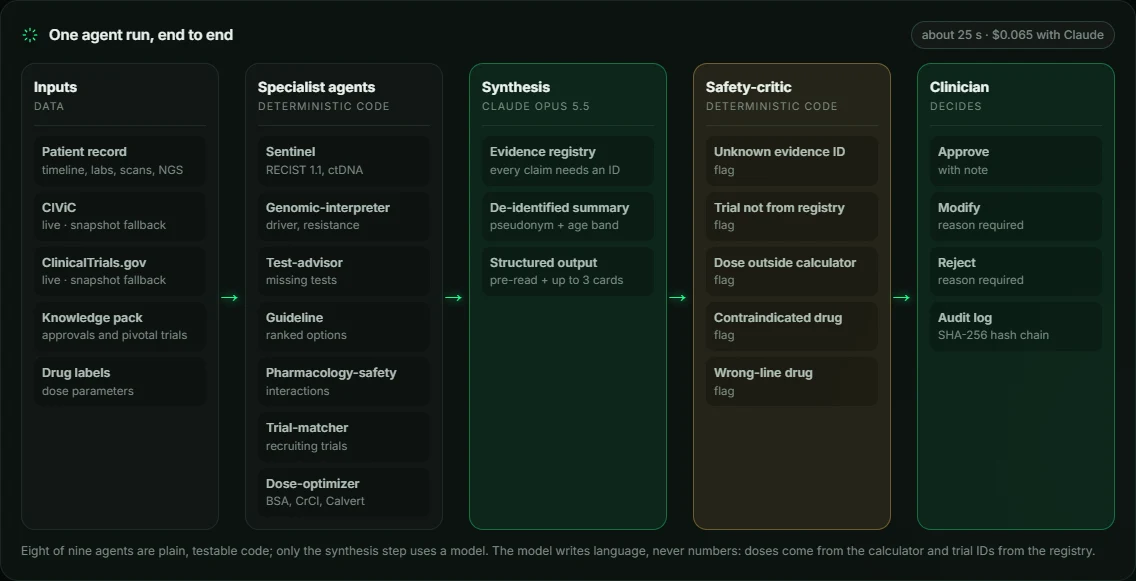 One agent run, end to end
about 25 s · $0.065 with Claude
Inputs
DATA
Patient record
timeline, labs, scans, NGS
CIViC
live · snapshot fallback
ClinicalTrials.gov
live · snapshot fallback
Knowledge pack
approvals and pivotal trials
Drug labels
dose parameters
→
Specialist agents
DETERMINISTIC CODE
Sentinel
RECIST 1.1, ctDNA
Genomic-interpreter
driver, resistance
Test-advisor
missing tests
Guideline
ranked options
Pharmacology-safety
interactions
Trial-matcher
recruiting trials
Dose-optimizer
BSA, CrCl, Calvert
→
Synthesis
CLAUDE OPUS 5.5
Evidence registry
every claim needs an ID
De-identified summary
pseudonym + age band
Structured output
pre-read + up to 3 cards
→
Safety-critic
DETERMINISTIC CODE
Unknown evidence ID
flag
Trial not from registry
flag
Dose outside calculator
flag
Contraindicated drug
flag
Wrong-line drug
flag
→
Clinician
DECIDES
Approve
with note
Modify
reason required
Reject
reason required
Audit log
SHA-256 hash chain
Eight of nine agents are plain, testable code; only the synthesis step uses a model. The model writes language, never numbers: doses come from the calculator and trial IDs from the registry.